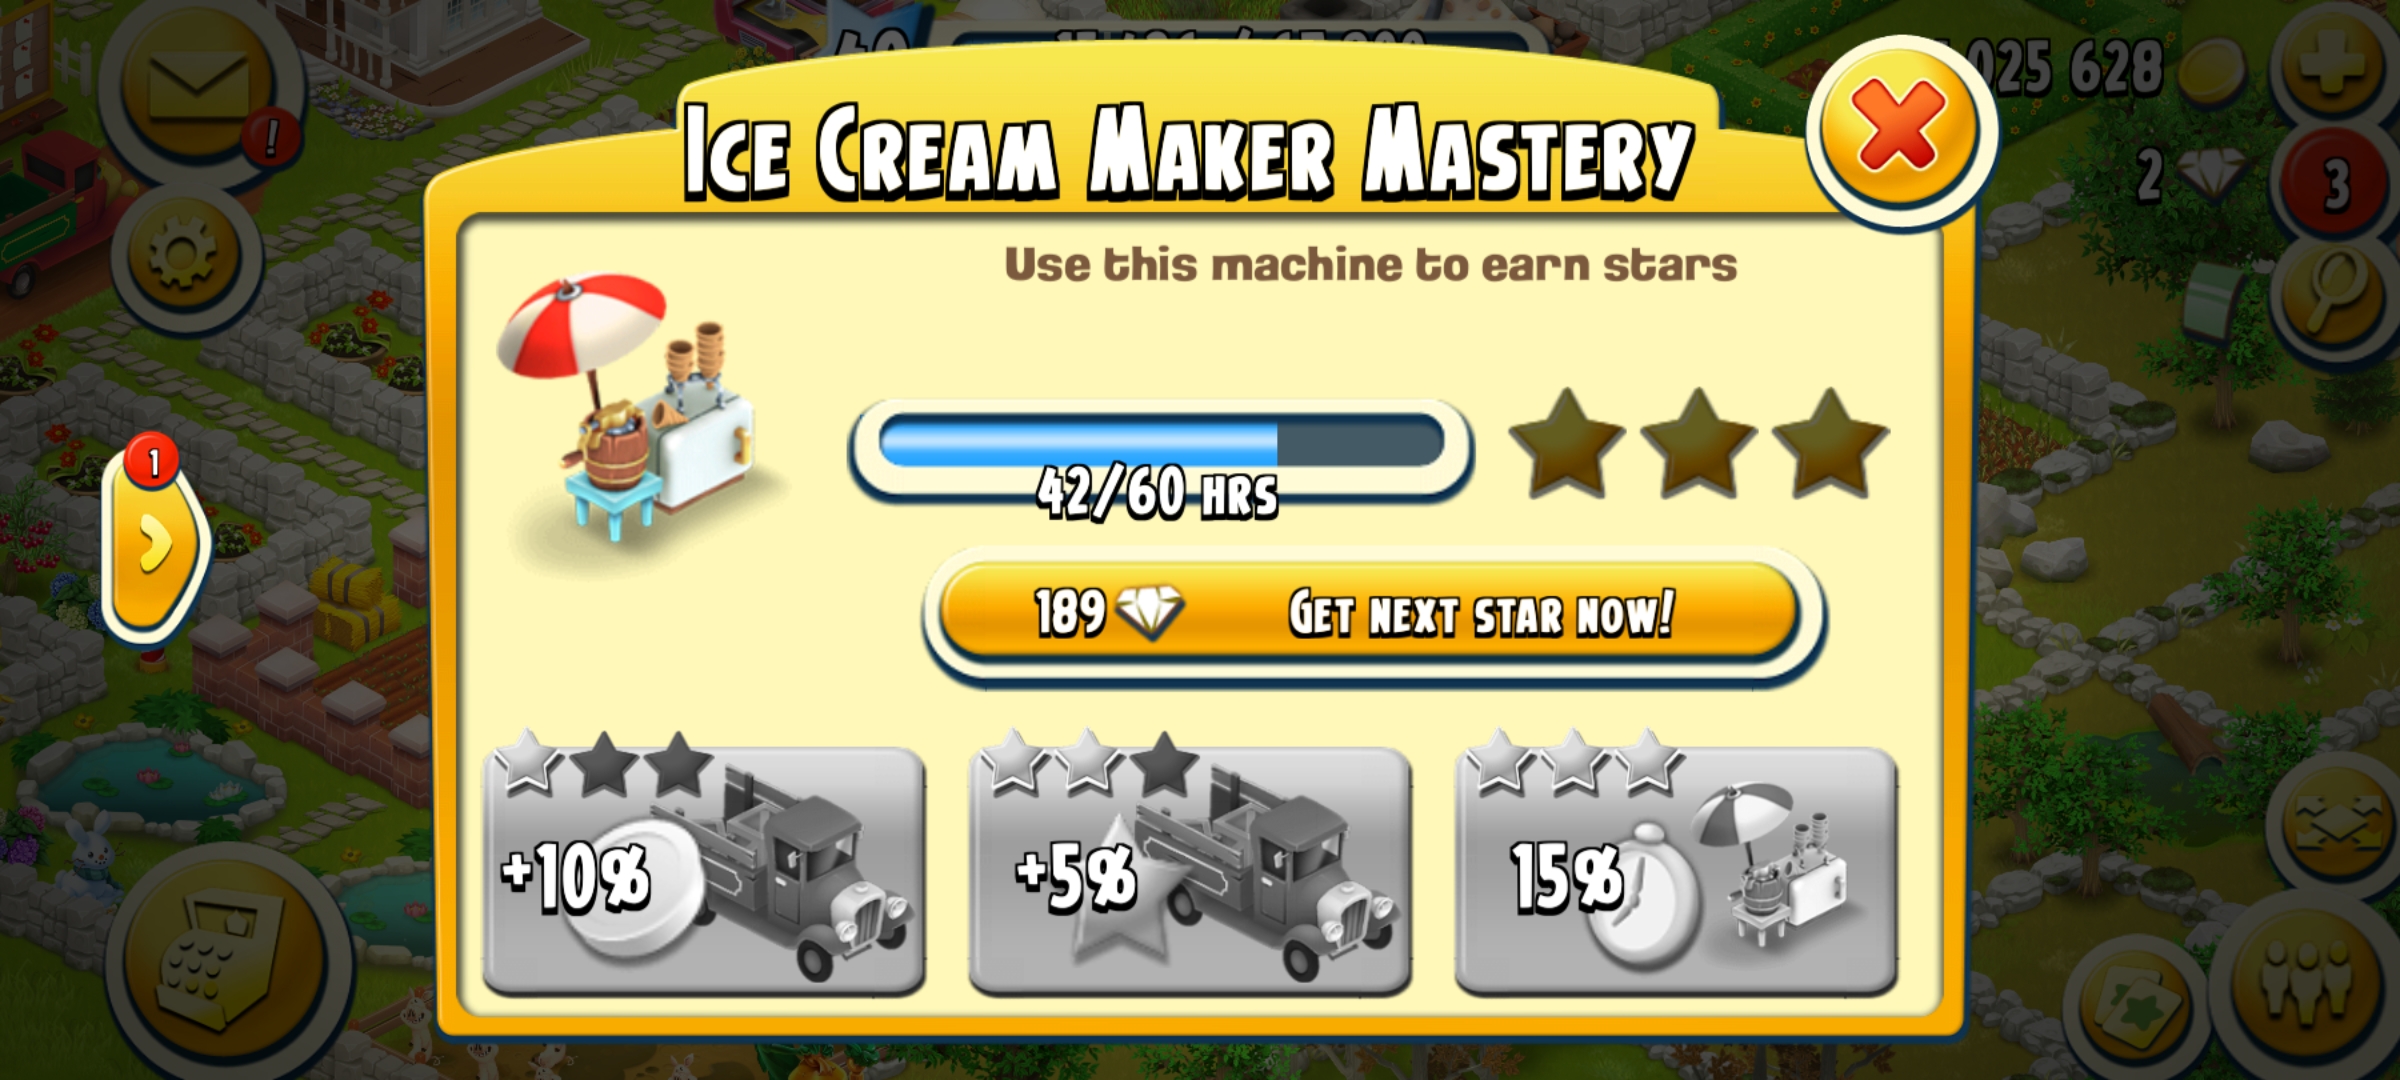 ICE CREAM MAKER MASTERY
025 628
!
2
3
Use this machine to earn stars
1
42/60 HRS
189 GET NEXT STAR NOW!
+10%
+5%
15%